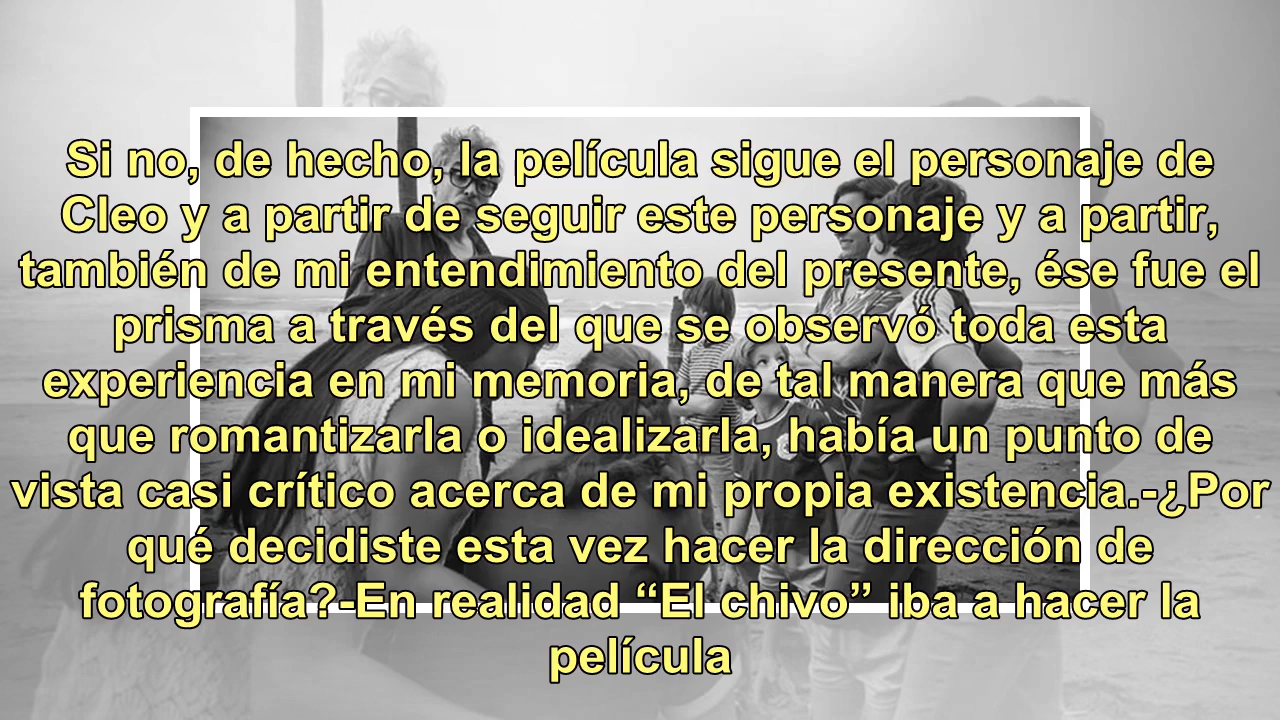 Si no, de hecho, la película sigue el personaje de
Cleo y a partir de seguir este personaje y a partir,
también de mi entendimiento del presente, ése fue el
prisma a través del que se observó toda esta
experiencia en mi memoria, de tal manera que más
que romantizarla o idealizarla, había un punto de
vista casi crítico acerca de mi propia existencia.-¿Por
qué decidiste esta vez hacer la dirección de
fotografía?-En realidad “El chivo” iba a hacer la
película